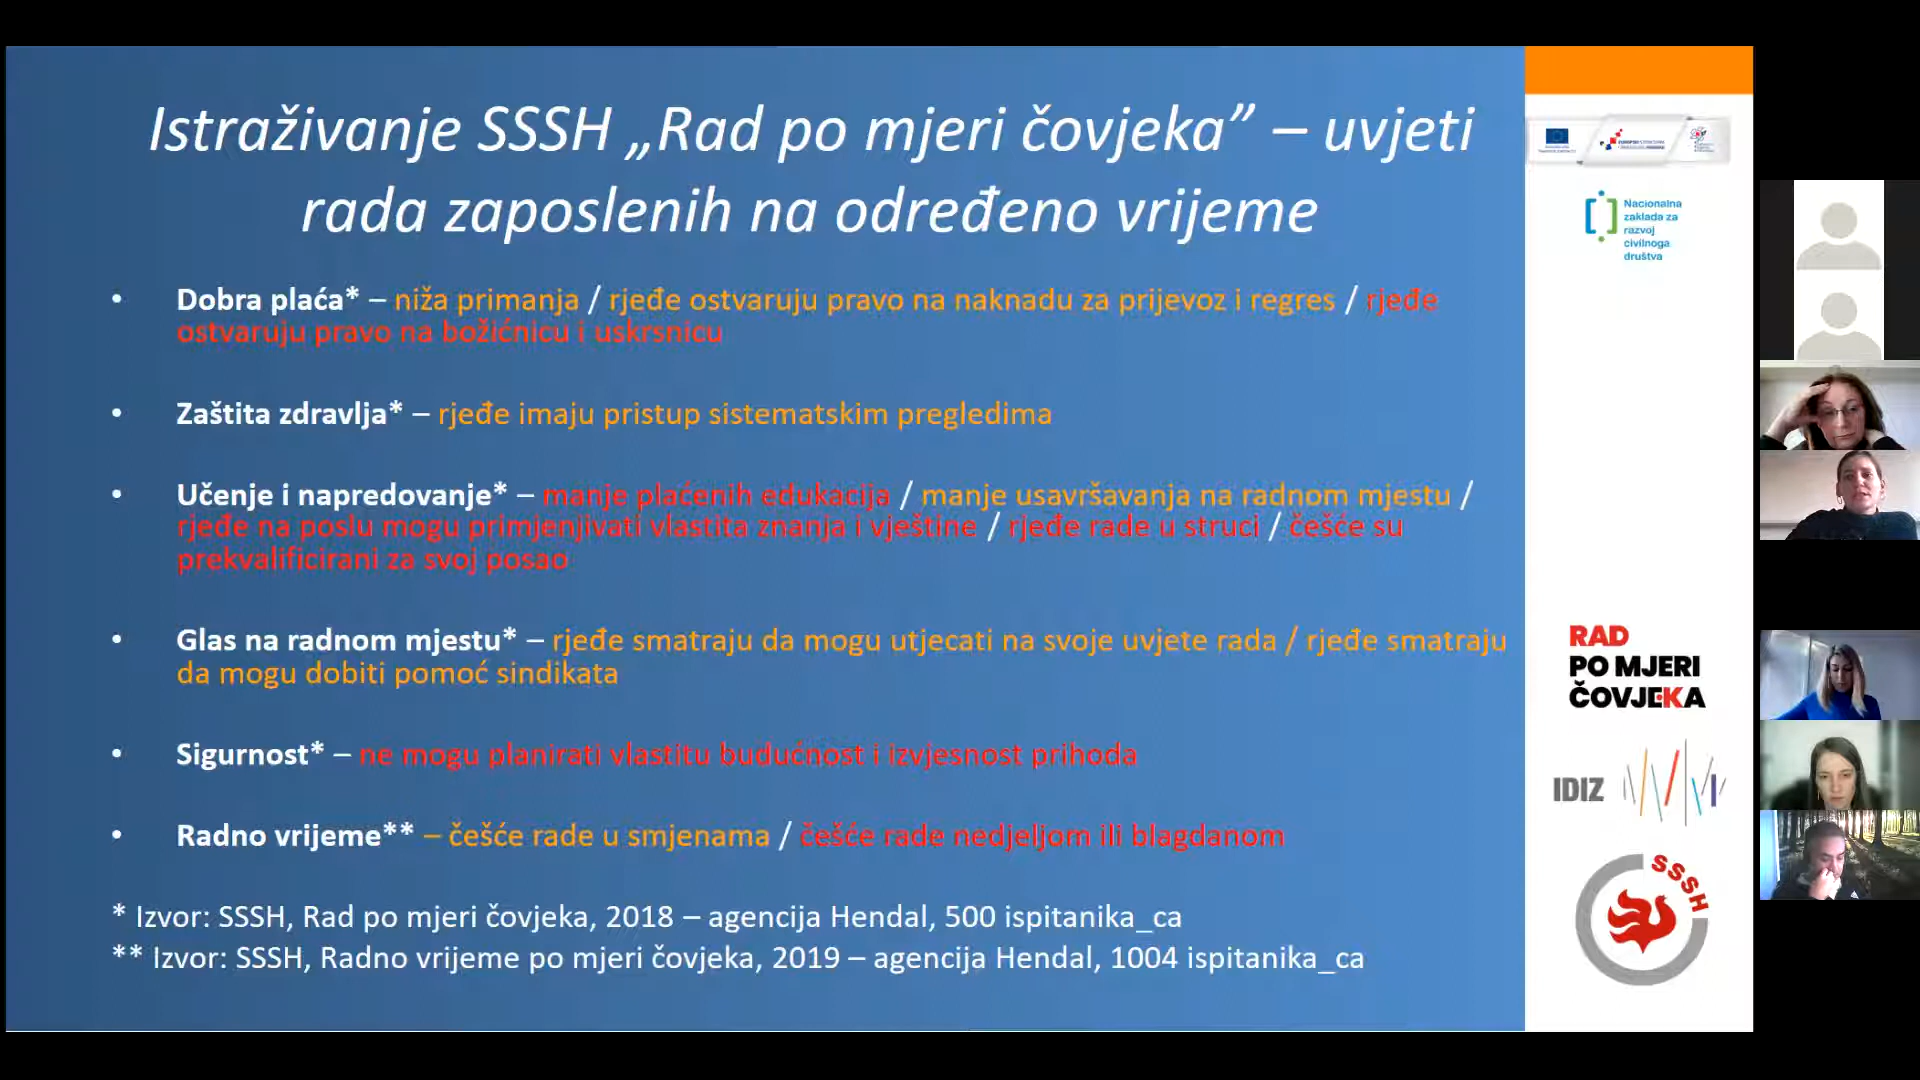 Istraživanje SSSH „Rad po mjeri čovjeka” – uvjeti
rada zaposlenih na određeno vrijeme
• Dobra plaća* – niža primanja / rjeđe ostvaruju pravo na naknadu za prijevoz i regres / rjeđe
ostvaruju pravo na božićnicu i uskrsnicu
• Zaštita zdravlja* – rjeđe imaju pristup sistematskim pregledima
• Učenje i napredovanje* – manje plaćenih edukacija / manje usavršavanja na radnom mjestu /
rjeđe na poslu mogu primjenjivati vlastita znanja i vještine / rjeđe rade u struci / češće su
prekvalificirani za svoj posao
• Glas na radnom mjestu* – rjeđe smatraju da mogu utjecati na svoje uvjete rada / rjeđe smatraju
da mogu dobiti pomoć sindikata
• Sigurnost* – ne mogu planirati vlastitu budućnost i izvjesnost prihoda
• Radno vrijeme** – češće rade u smjenama / češće rade nedjeljom ili blagdanom
* Izvor: SSSH, Rad po mjeri čovjeka, 2018 – agencija Hendal, 500 ispitanika_ca
** Izvor: SSSH, Radno vrijeme po mjeri čovjeka, 2019 – agencija Hendal, 1004 ispitanika_ca
Nacionalna
zaklada za
razvoj
civilnoga
društva
RAD
PO MJERI
ČOVJEKA
IDIZ
SSSH